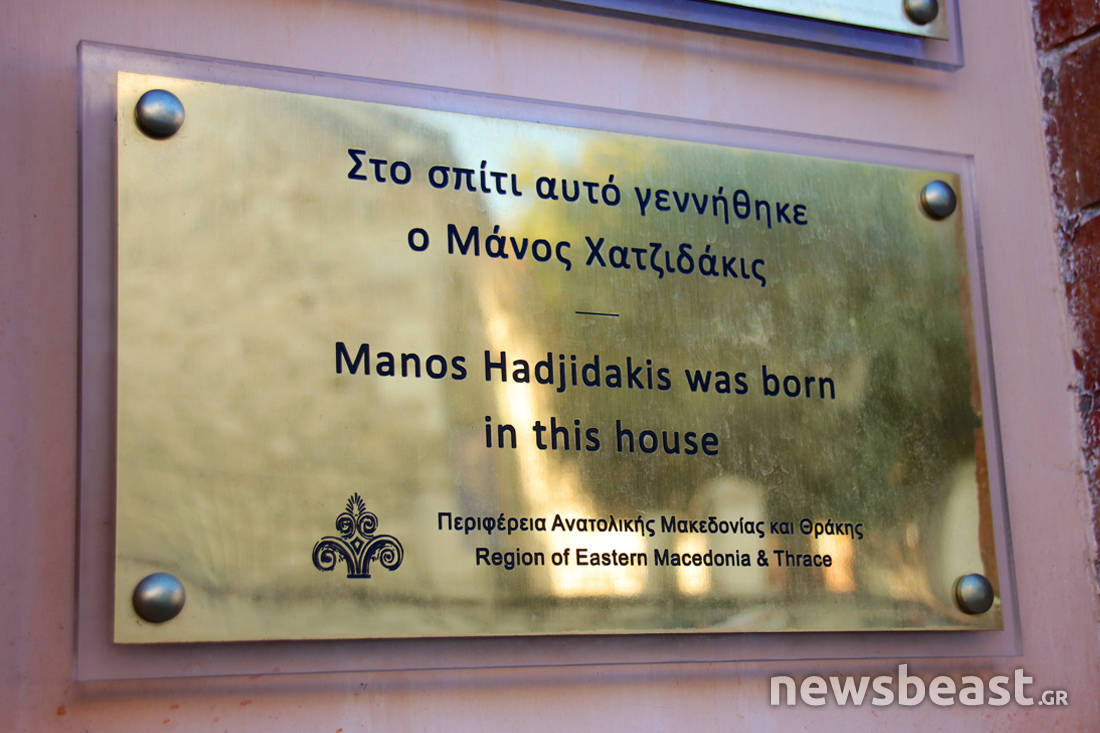 Στο σπίτι αυτό γεννήθηκε
ο Μάνος Χατζιδάκις
Manos Hadjidakis was born
in this house
Περιφέρεια Ανατολικής Μακεδονίας και Θράκης
Region of Eastern Macedonia & Thrace
newsbeast.GR